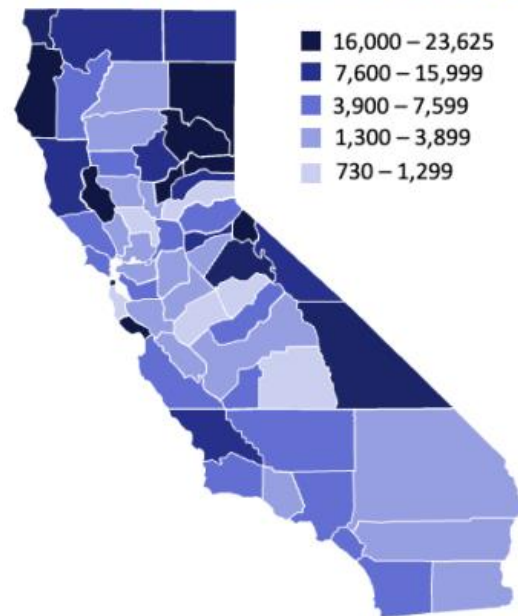 16,000 – 23,625
7,600 – 15,999
3,900 – 7,599
1,300 – 3,899
730 – 1,299